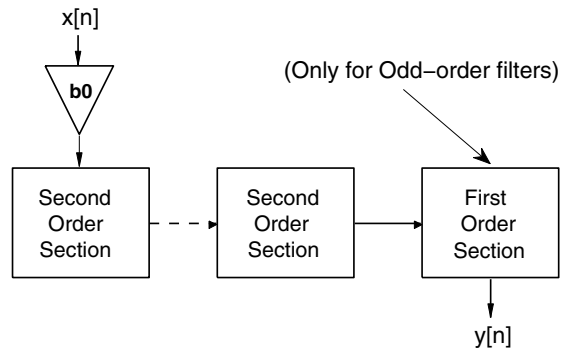 x[n]
b0
(Only for Odd−order filters)
Second
Order
Section
Second
Order
Section
First
Order
Section
y[n]